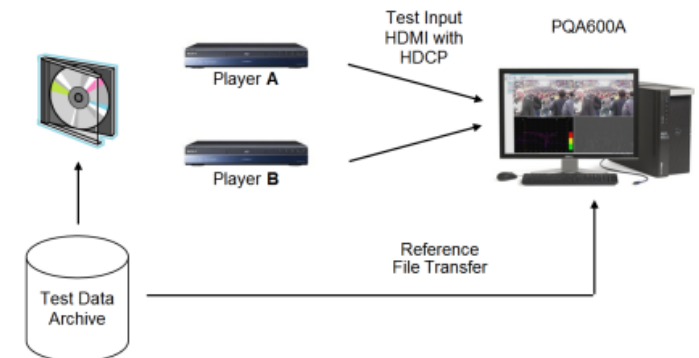 Test Input
HDMI with
HDCP
PQA600A
Player A
Player B
Reference
File Transfer
Test Data
Archive